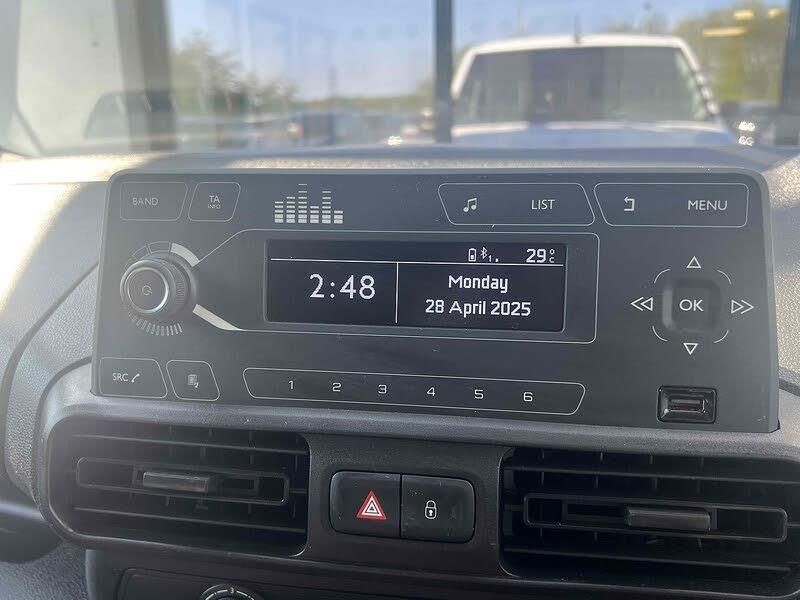 BAND
TA
INFO
LIST
MENU
1. 29°C
2:48
Monday
28 April 2025
OK
SRC
1 2 3 4 5 6